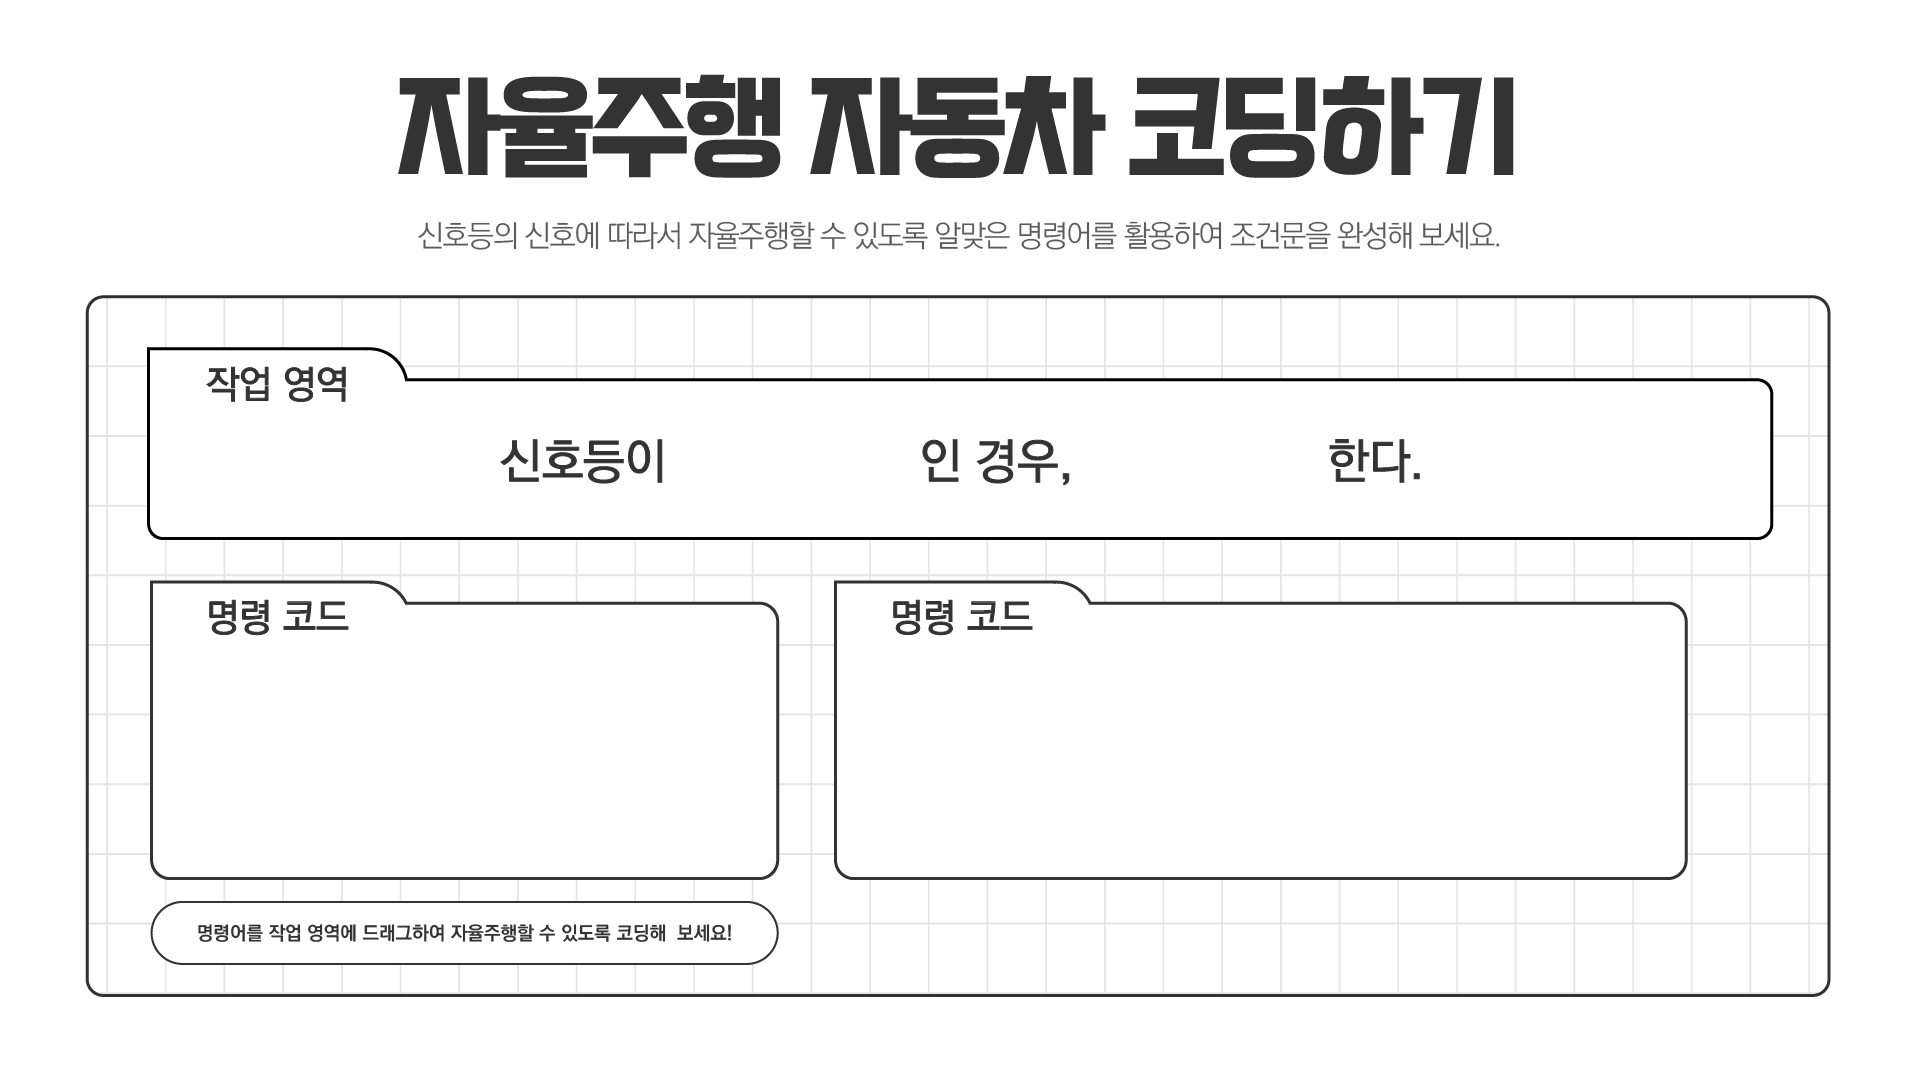 자율주행 자동차 코딩하기
신호등의 신호에 따라서 자율주행할 수 있도록 알맞은 명령어를 활용하여 조건문을 완성해 보세요.
작업 영역
신호등이 인 경우, 한다.
명령 코드
명령 코드
명령어를 작업 영역에 드래그하여 자율주행할 수 있도록 코딩해 보세요!